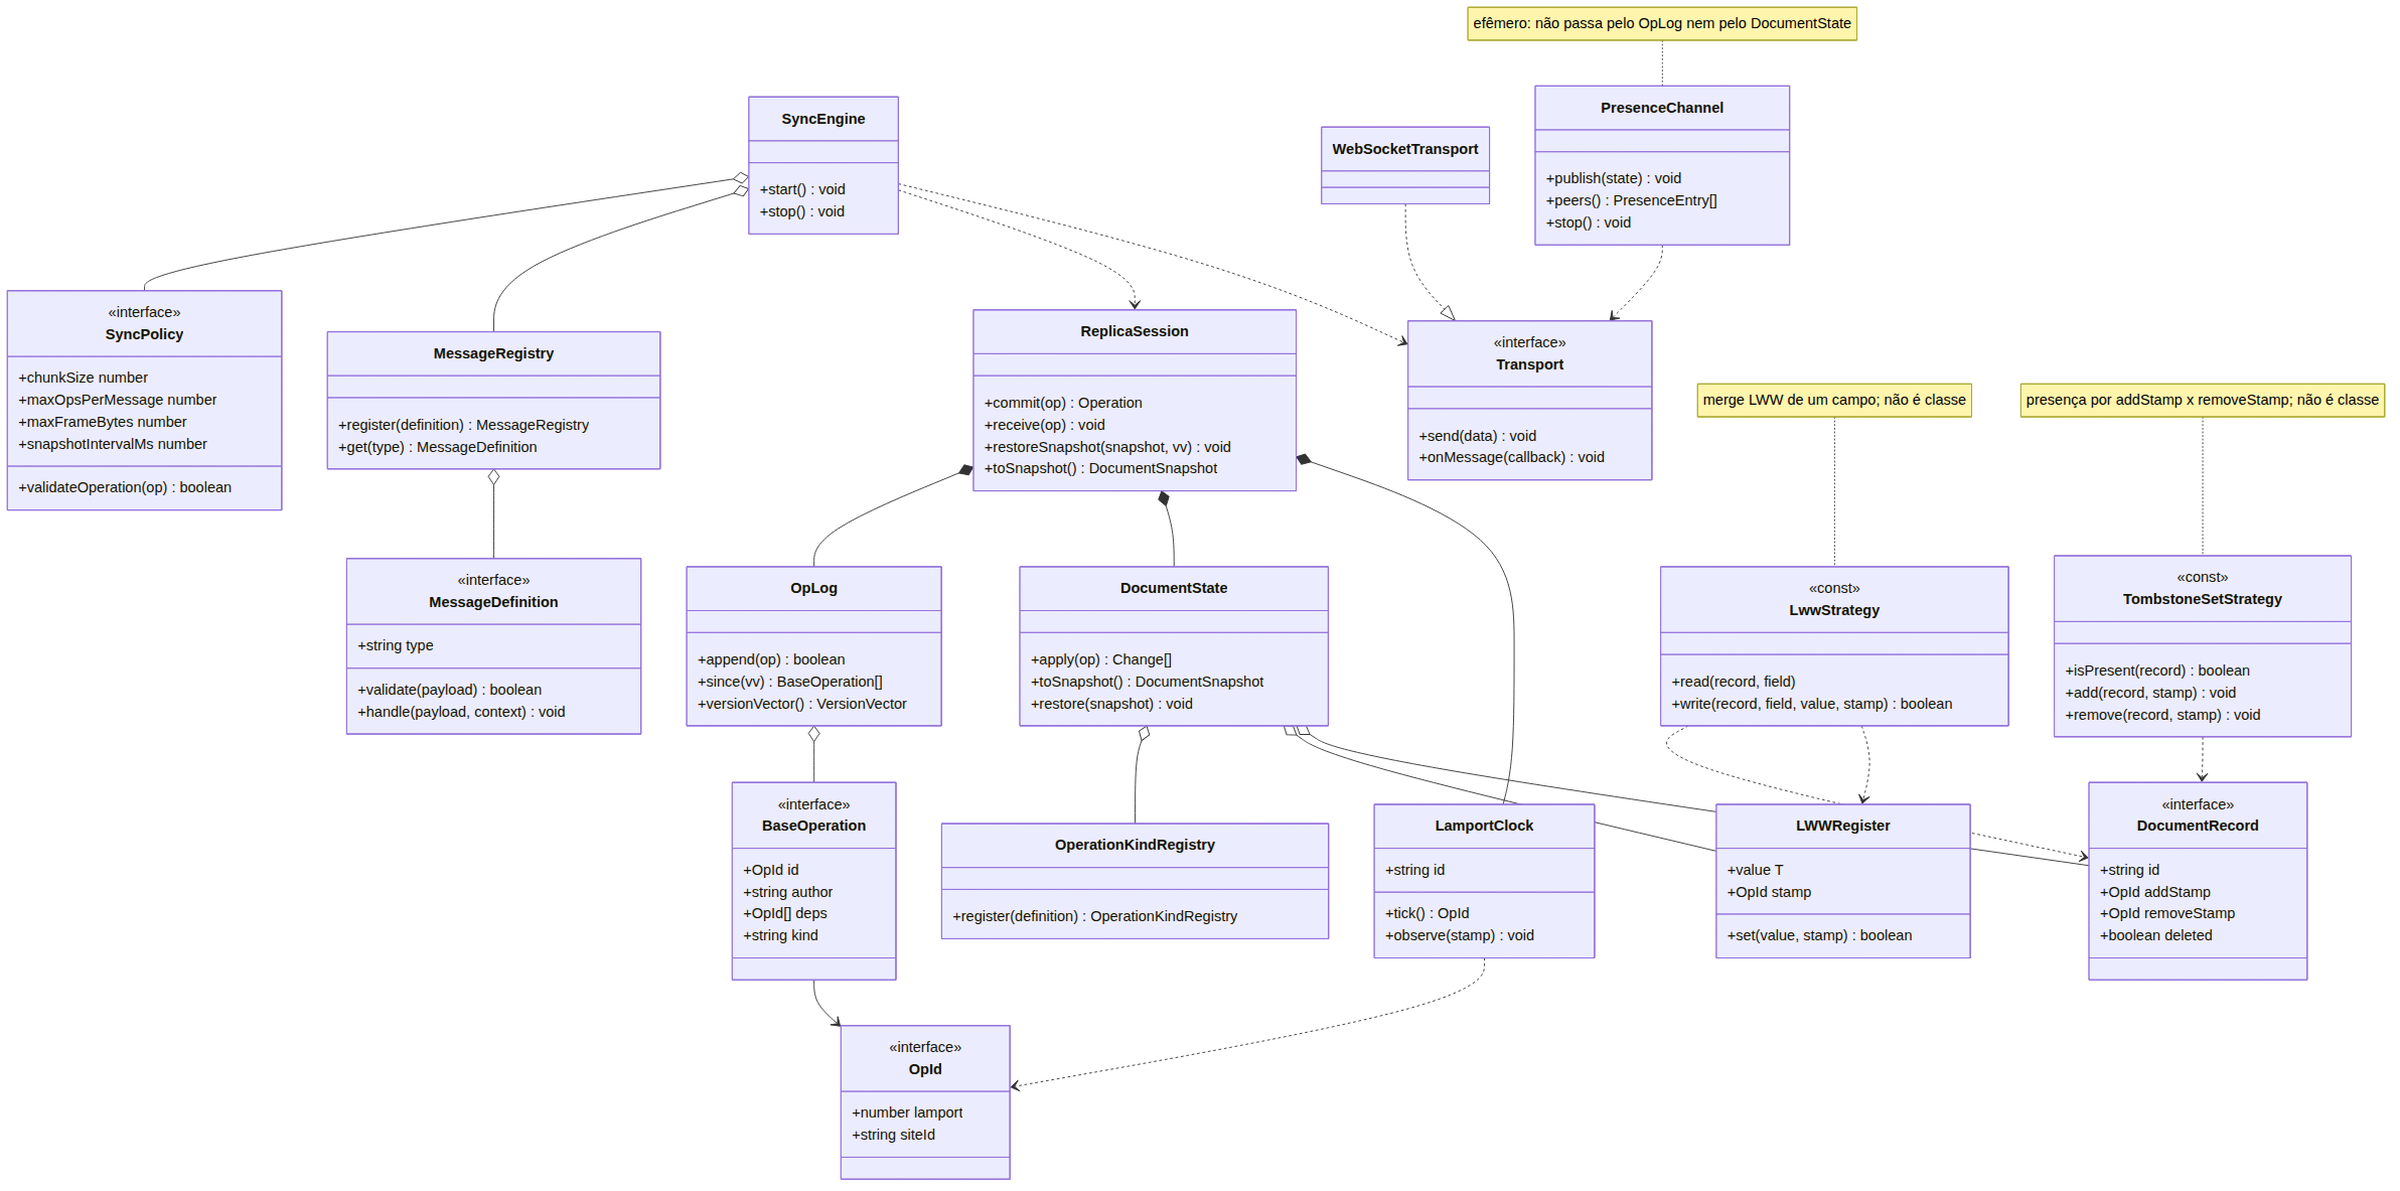 efêmero: não passa pelo OpLog nem pelo DocumentState
SyncEngine
+start() : void
+stop() : void
WebSocketTransport
PresenceChannel
+publish(state) : void
+peers() : PresenceEntry[]
+stop() : void
«interface»
SyncPolicy
+chunkSize number
+maxOpsPerMessage number
+maxFrameBytes number
+snapshotIntervalMs number
+validateOperation(op) : boolean
MessageRegistry
+register(definition) : MessageRegistry
+get(type) : MessageDefinition
ReplicaSession
+commit(op) : Operation
+receive(op) : void
+restoreSnapshot(snapshot, vv) : void
+toSnapshot() : DocumentSnapshot
«interface»
Transport
+send(data) : void
+onMessage(callback) : void
merge LWW de um campo; não é classe
presença por addStamp x removeStamp; não é classe
«interface»
MessageDefinition
+string type
+validate(payload) : boolean
+handle(payload, context) : void
OpLog
+append(op) : boolean
+since(vv) : BaseOperation[]
+versionVector() : VersionVector
DocumentState
+apply(op) : Change[]
+toSnapshot() : DocumentSnapshot
+restore(snapshot) : void
«const»
LwwStrategy
+read(record, field)
+write(record, field, value, stamp) : boolean
«const»
TombstoneSetStrategy
+isPresent(record) : boolean
+add(record, stamp) : void
+remove(record, stamp) : void
«interface»
BaseOperation
+OpId id
+string author
+OpId[] deps
+string kind
OperationKindRegistry
+register(definition) : OperationKindRegistry
LamportClock
+string id
+tick() : OpId
+observe(stamp) : void
LWWRegister
+value T
+OpId stamp
+set(value, stamp) : boolean
«interface»
DocumentRecord
+string id
+OpId addStamp
+OpId removeStamp
+boolean deleted
«interface»
OpId
+number lamport
+string siteId